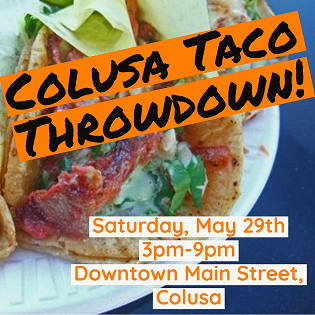 Colusa Taco
Throwdown!
Saturday, May 29th
3pm-9pm
Downtown Main Street,
Colusa